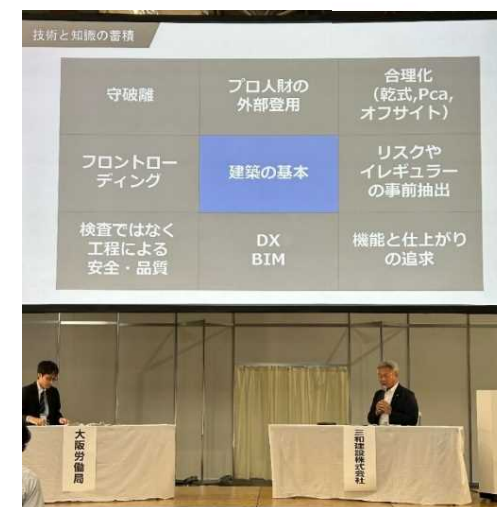 技術と知識の蓄積
守破離
プロ人財の
外部登用
合理化
(乾式,Pca,
オフサイト)
フロントロー
ディング
建築の基本
リスクや
イレギュラー
の事前抽出
検査ではなく
工程による
安全・品質
DX
BIM
機能と仕上がり
の追求
大阪労働局
三和建設株式会社